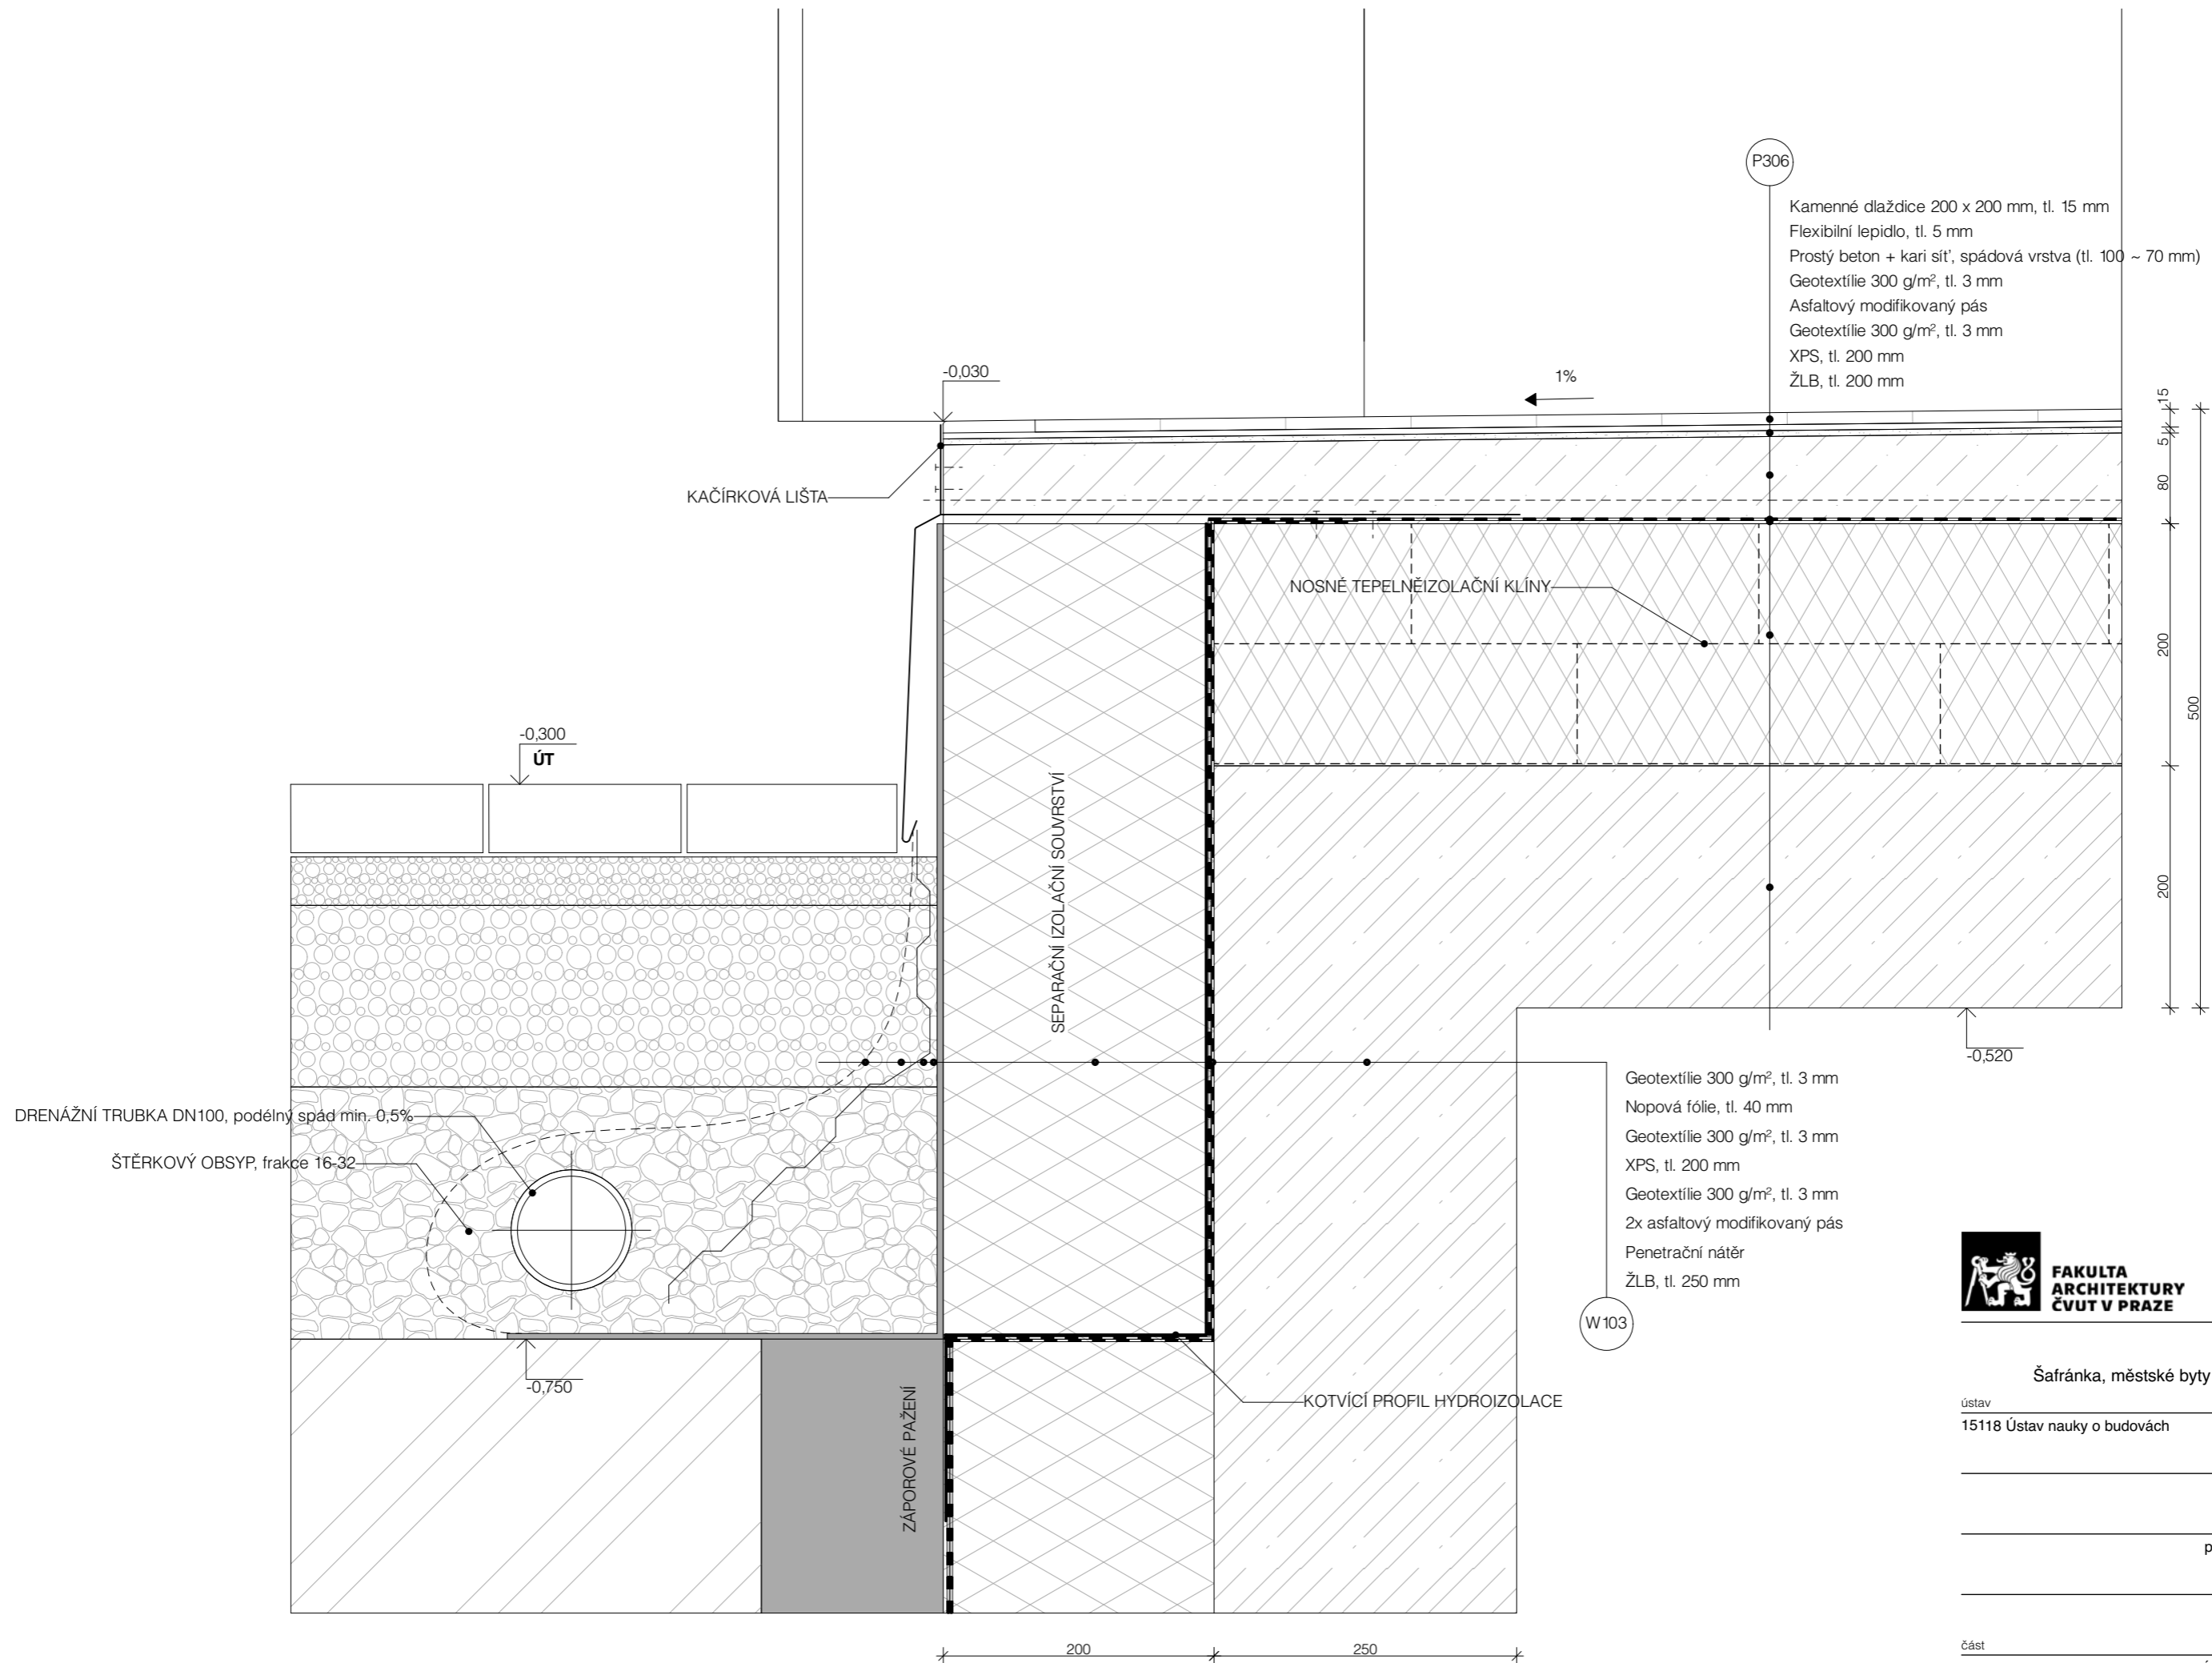 P306
Kamenné dlaždice 200 x 200 mm, tl. 15 mm
Flexibilní lepidlo, tl. 5 mm
Prostý beton + kari síť, spádová vrstva (tl. 100 ~ 70 mm)
Geotextílie 300 g/m², tl. 3 mm
Asfaltový modifikovaný pás
Geotextílie 300 g/m², tl. 3 mm
XPS, tl. 200 mm
ŽLB, tl. 200 mm
-0,030
1%
15
5
80
200
200
500
KAČÍRKOVÁ LIŠTA
NOSNÉ TEPELNĚIZOLAČNÍ KLÍNY
-0,300
ÚT
SEPARAČNÍ IZOLAČNÍ SOUVRSTVÍ
-0,520
DRENÁŽNÍ TRUBKA DN100, podélný spád min. 0,5%
ŠTĚRKOVÝ OBSYP, frakce 16-32
Geotextílie 300 g/m², tl. 3 mm
Nopová fólie, tl. 40 mm
Geotextílie 300 g/m², tl. 3 mm
XPS, tl. 200 mm
Geotextílie 300 g/m², tl. 3 mm
2x asfaltový modifikovaný pás
Penetrační nátěr
ŽLB, tl. 250 mm
W103
-0,750
ZÁPOROVÉ PAŽENÍ
KOTVÍCÍ PROFIL HYDROIZOLACE
200
250
FAKULTA
ARCHITEKTURY
ČVUT V PRAZE
Šafránka, městské byty
ústav
15118 Ústav nauky o budovách
p
část